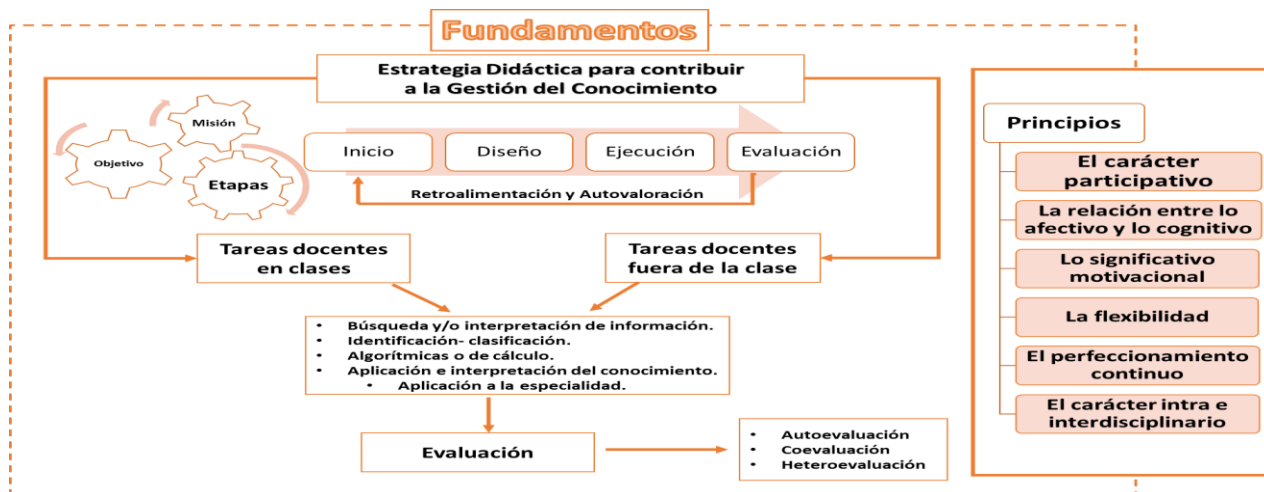 Fundamentos
Estrategia Didáctica para contribuir
a la Gestión del Conocimiento
Misión
Objetivo
Etapas
Inicio
Diseño
Ejecución
Evaluación
Retroalimentación y Autovaloración
Tareas docentes
en clases
Tareas docentes
fuera de la clase
• Búsqueda y/o interpretación de información.
• Identificación- clasificación.
• Algorítmicas o de cálculo.
• Aplicación e interpretación del conocimiento.
• Aplicación a la especialidad.
Evaluación
• Autoevaluación
• Coevaluación
• Heteroevaluación
Principios
El carácter
participativo
La relación entre lo
afectivo y lo cognitivo
Lo significativo
motivacional
La flexibilidad
El perfeccionamiento
continuo
El carácter intra e
interdisciplinario